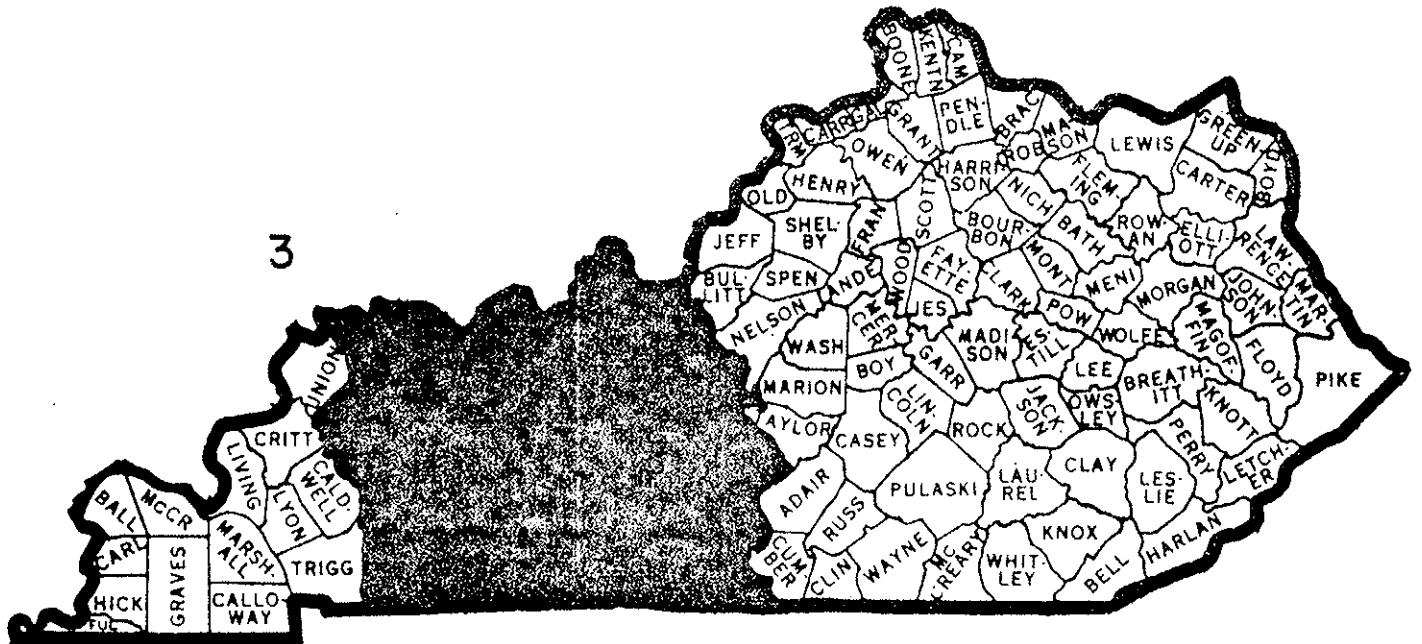 BOONE
KENTN
CAM
PEN-
DLE
GRANT
BRAC
MA-
SON
ROB
LEWIS
GREEN-
UP
BOYD
TRM
CARR
GAL
OWEN
HARRI-
SON
FLEM-
ING
CARTER
OLD
HENRY
SCOTT
NICH
BATH
ROW-
AN
ELLI-
OTT
LAW-
RENCE
3
JEFF
SHEL-
BY
FRAN
BOUR-
BON
MONT
MENI
MORGAN
JOHN-
SON
MAR-
TIN
BUL-
LITT
SPEN
ANDE
WOOD
FAY-
ETTE
CLARK
POW
WOLFE
MAGOF-
FIN
FLOYD
PIKE
NELSON
WASH
MER-
CER
JES
MADI-
SON
ES-
TILL
LEE
BREATH-
ITT
KNOTT
UNION
MARION
BOY
GARR
LIN-
COLN
ROCK
JACK-
SON
OWS-
LEY
PERRY
LETCH-
ER
CRITT
AYLOR
CASEY
LIVING
CALD-
WELL
LYON
ADAIR
PULASKI
LAU-
REL
CLAY
LES-
LIE
BALL
MCCR
MARSH-
ALL
RUSS
KNOX
HARLAN
CARL
GRAVES
TRIGG
CUM-
BER
CLIN
WAYNE
MC
CREARY
WHIT-
LEY
BELL
HICK
CALLO-
WAY
FUL